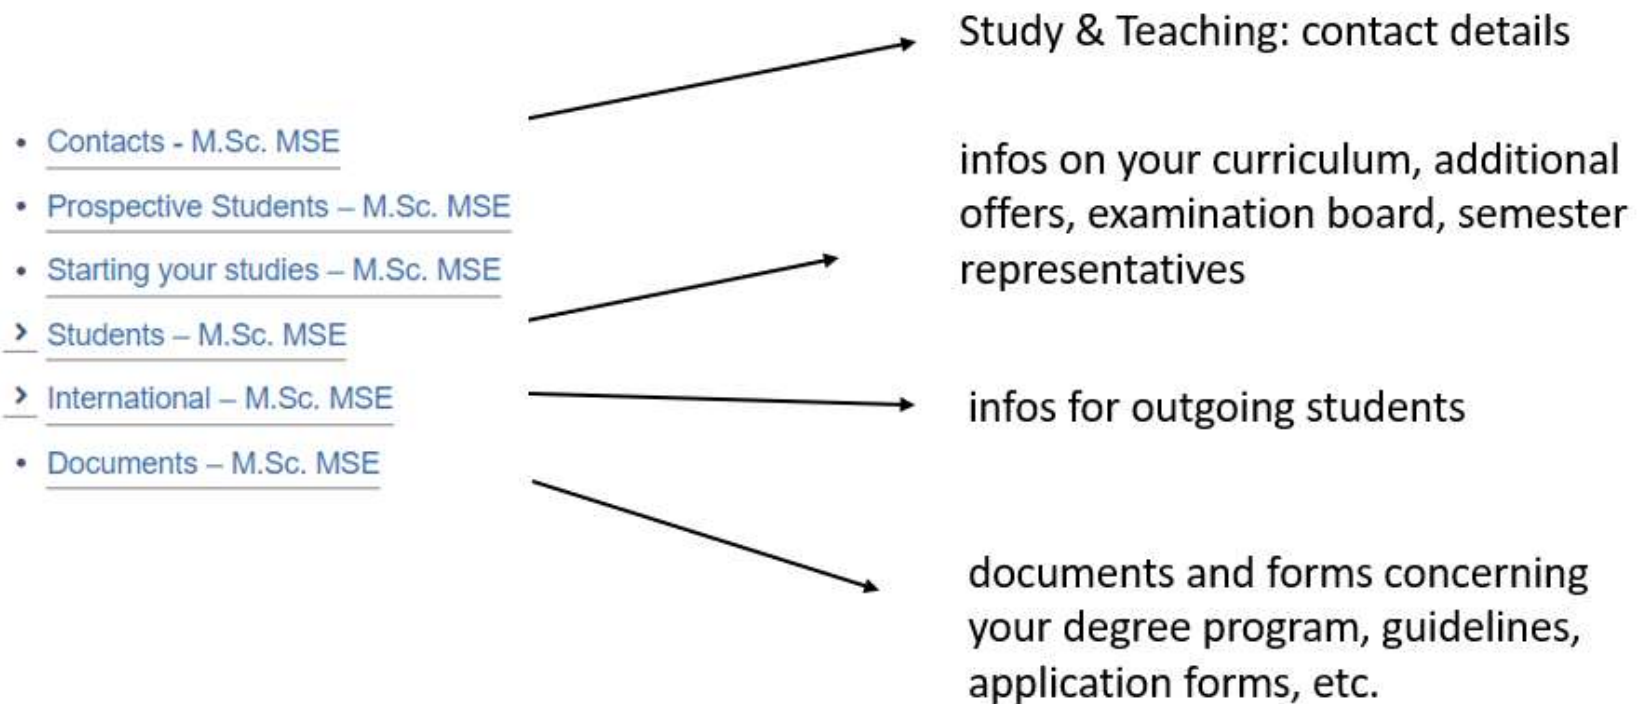 Contacts - M.Sc. MSE
Prospective Students – M.Sc. MSE
Starting your studies – M.Sc. MSE
Students – M.Sc. MSE
International – M.Sc. MSE
Documents – M.Sc. MSE
Study & Teaching: contact details
infos on your curriculum, additional
offers, examination board, semester
representatives
infos for outgoing students
documents and forms concerning
your degree program, guidelines,
application forms, etc.